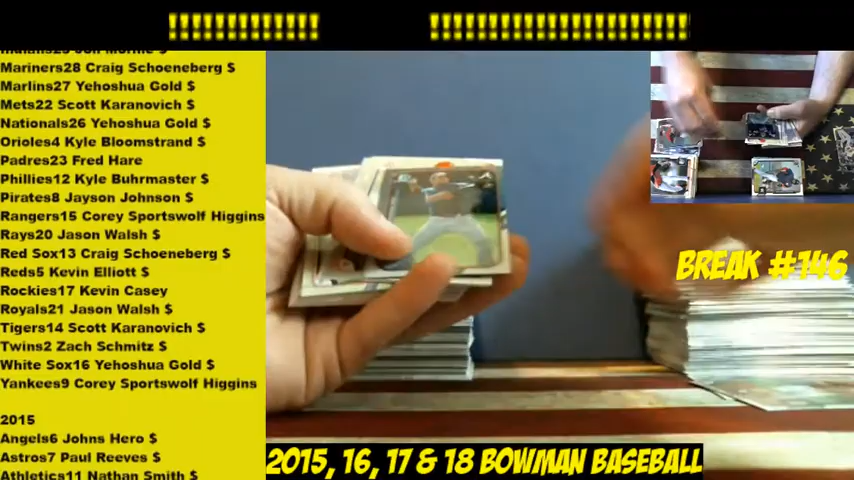 Mariners28 Craig Schoeneberg $
Marlins27 Yehoshua Gold $
Mets22 Scott Karanovich $
Nationals26 Yehoshua Gold $
Orioles4 Kyle Bloomstrand $
Padres23 Fred Hare
Phillies12 Kyle Buhrmaster $
Pirates8 Jayson Johnson $
Rangers15 Corey Sportswolf Higgins
Rays20 Jason Walsh $
Red Sox13 Craig Schoeneberg $
Reds5 Kevin Elliott $
Rockies17 Kevin Casey
Royals21 Jason Walsh $
Tigers14 Scott Karanovich $
Twins2 Zach Schmitz $
White Sox16 Yehoshua Gold $
Yankees9 Corey Sportswolf Higgins
2015
Angels6 Johns Hero $
Astros7 Paul Reeves $
Athletics11 Nathan Smith $
BREAK #146
2015, 16, 17 & 18 BOWMAN BASEBALL